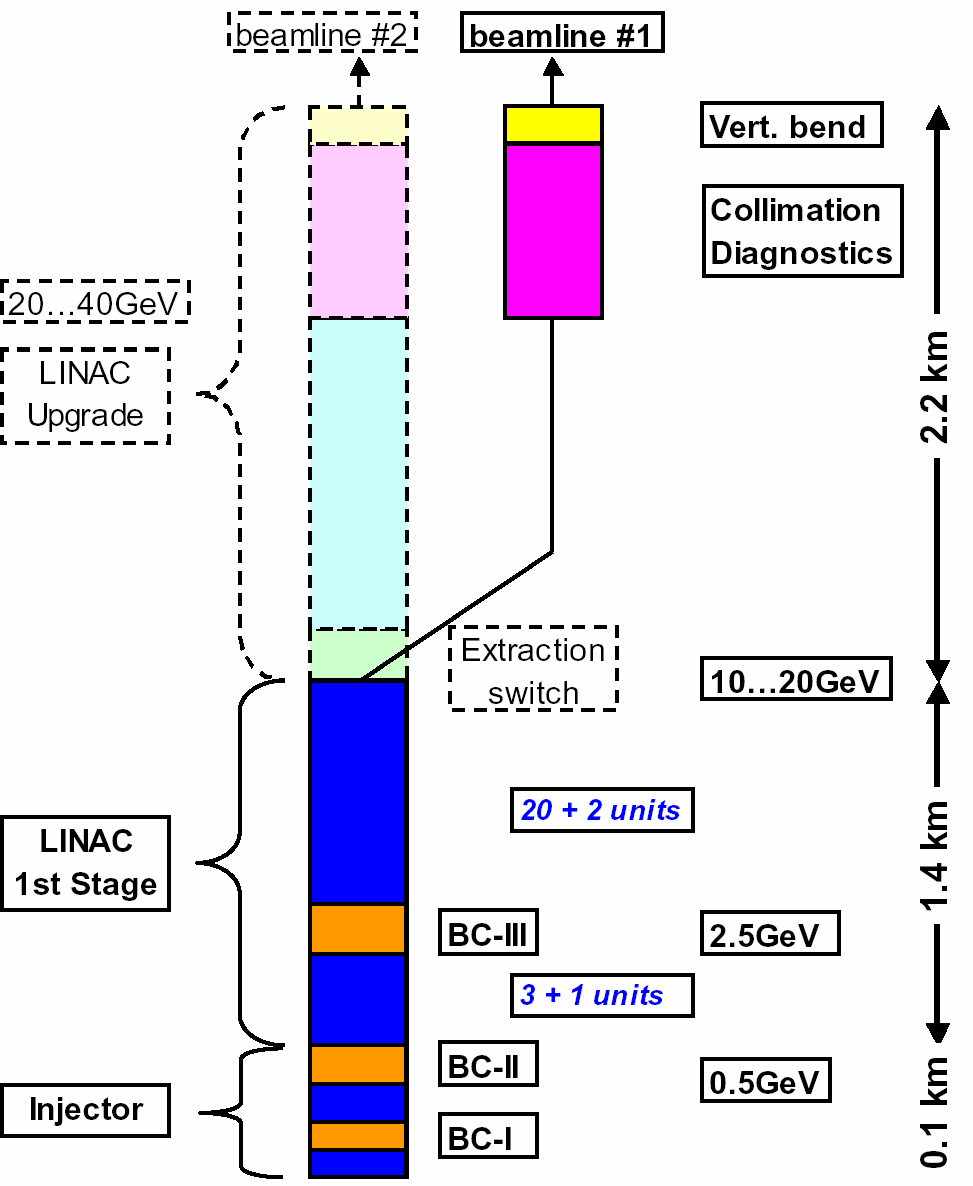 beamline #2
beamline #1
Vert. bend
Collimation
Diagnostics
20...40GeV
LINAC
Upgrade
2.2 km
Extraction
switch
10...20GeV
20 + 2 units
LINAC
1st Stage
1.4 km
BC-III
2.5GeV
3 + 1 units
BC-II
0.5GeV
Injector
BC-I
0.1 km